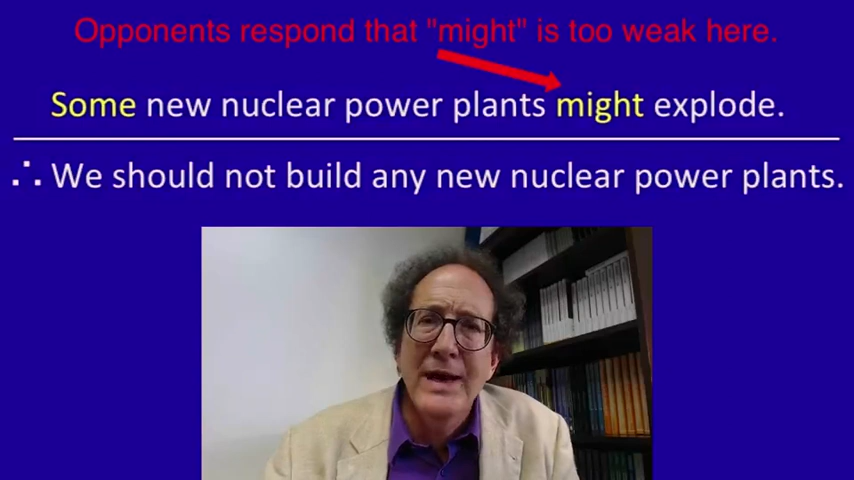 Opponents respond that "might" is too weak here.
Some new nuclear power plants might explode.
∴ We should not build any new nuclear power plants.